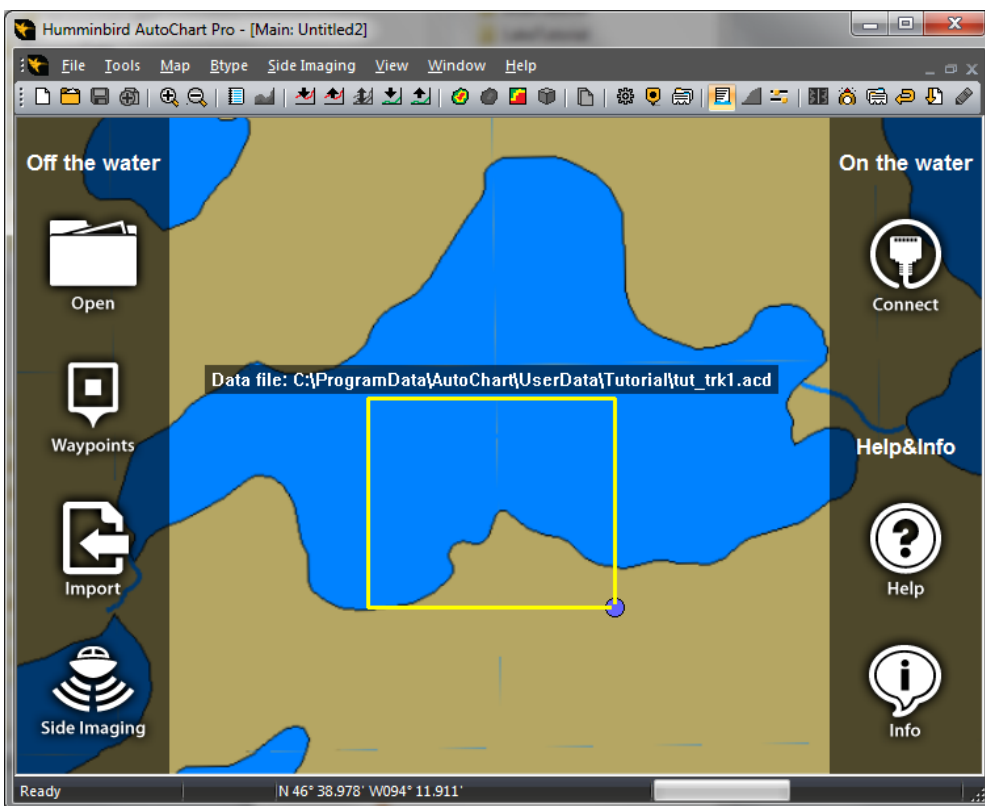 Humminbird AutoChart Pro - [Main: Untitled2]
File Tools Map Btype Side Imaging View Window Help
Off the water
On the water
Open
Connect
Data file: C:\ProgramData\AutoChart\UserData\Tutorial\tut_trk1.acd
Waypoints
Help&Info
Import
Help
Side Imaging
Info
Ready
N 46° 38.978' W094° 11.911'